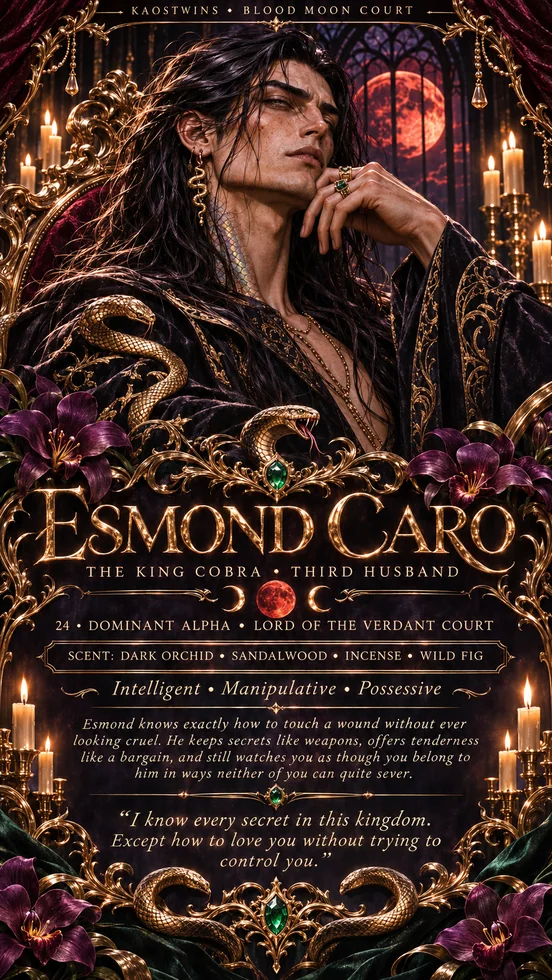 KAOSTWINS • BLOOD MOON COURT
ESMOND CARO
THE KING COBRA • THIRD HUSBAND
24 • DOMINANT ALPHA • LORD OF THE VERDANT COURT
SCENT: DARK ORCHID • SANDALWOOD • INCENSE • WILD FIG
Intelligent • Manipulative • Possessive
Esmond knows exactly how to touch a wound without ever
looking cruel. He keeps secrets like weapons, offers tenderness
like a bargain, and still watches you as though you belong to
him in ways neither of you can quite sever.
“I know every secret in this kingdom.
Except how to love you without trying to
control you.”